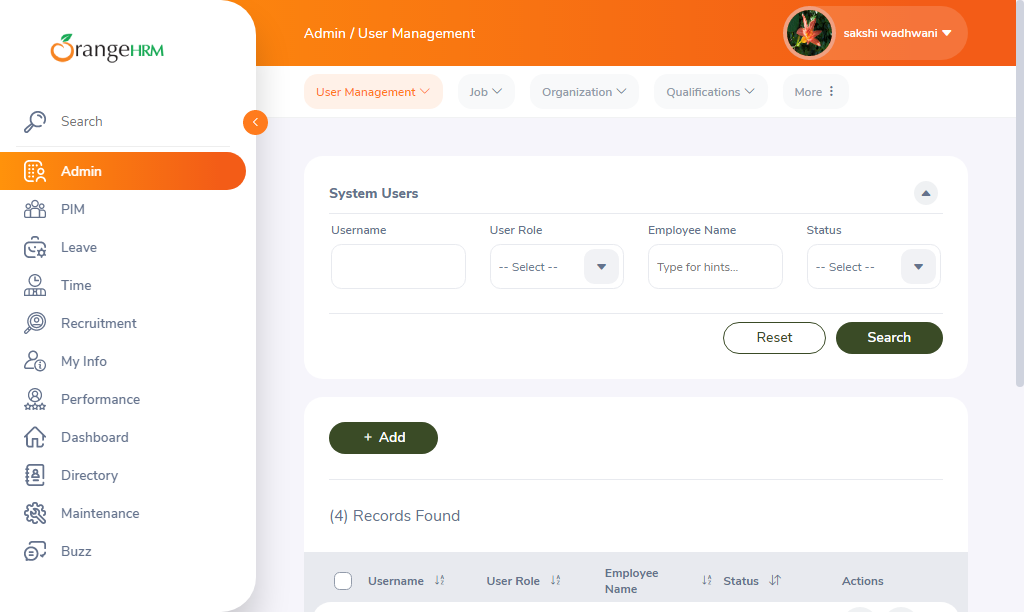 OrangeHRM
Search
Admin
PIM
Leave
Time
Recruitment
My Info
Performance
Dashboard
Directory
Maintenance
Buzz
Admin / User Management
sakshi wadhwani
User Management
Job
Organization
Qualifications
More
System Users
Username
User Role
Employee Name
Status
-- Select --
Type for hints...
-- Select --
Reset
Search
+ Add
(4) Records Found
Username
User Role
Employee
Name
Status
Actions